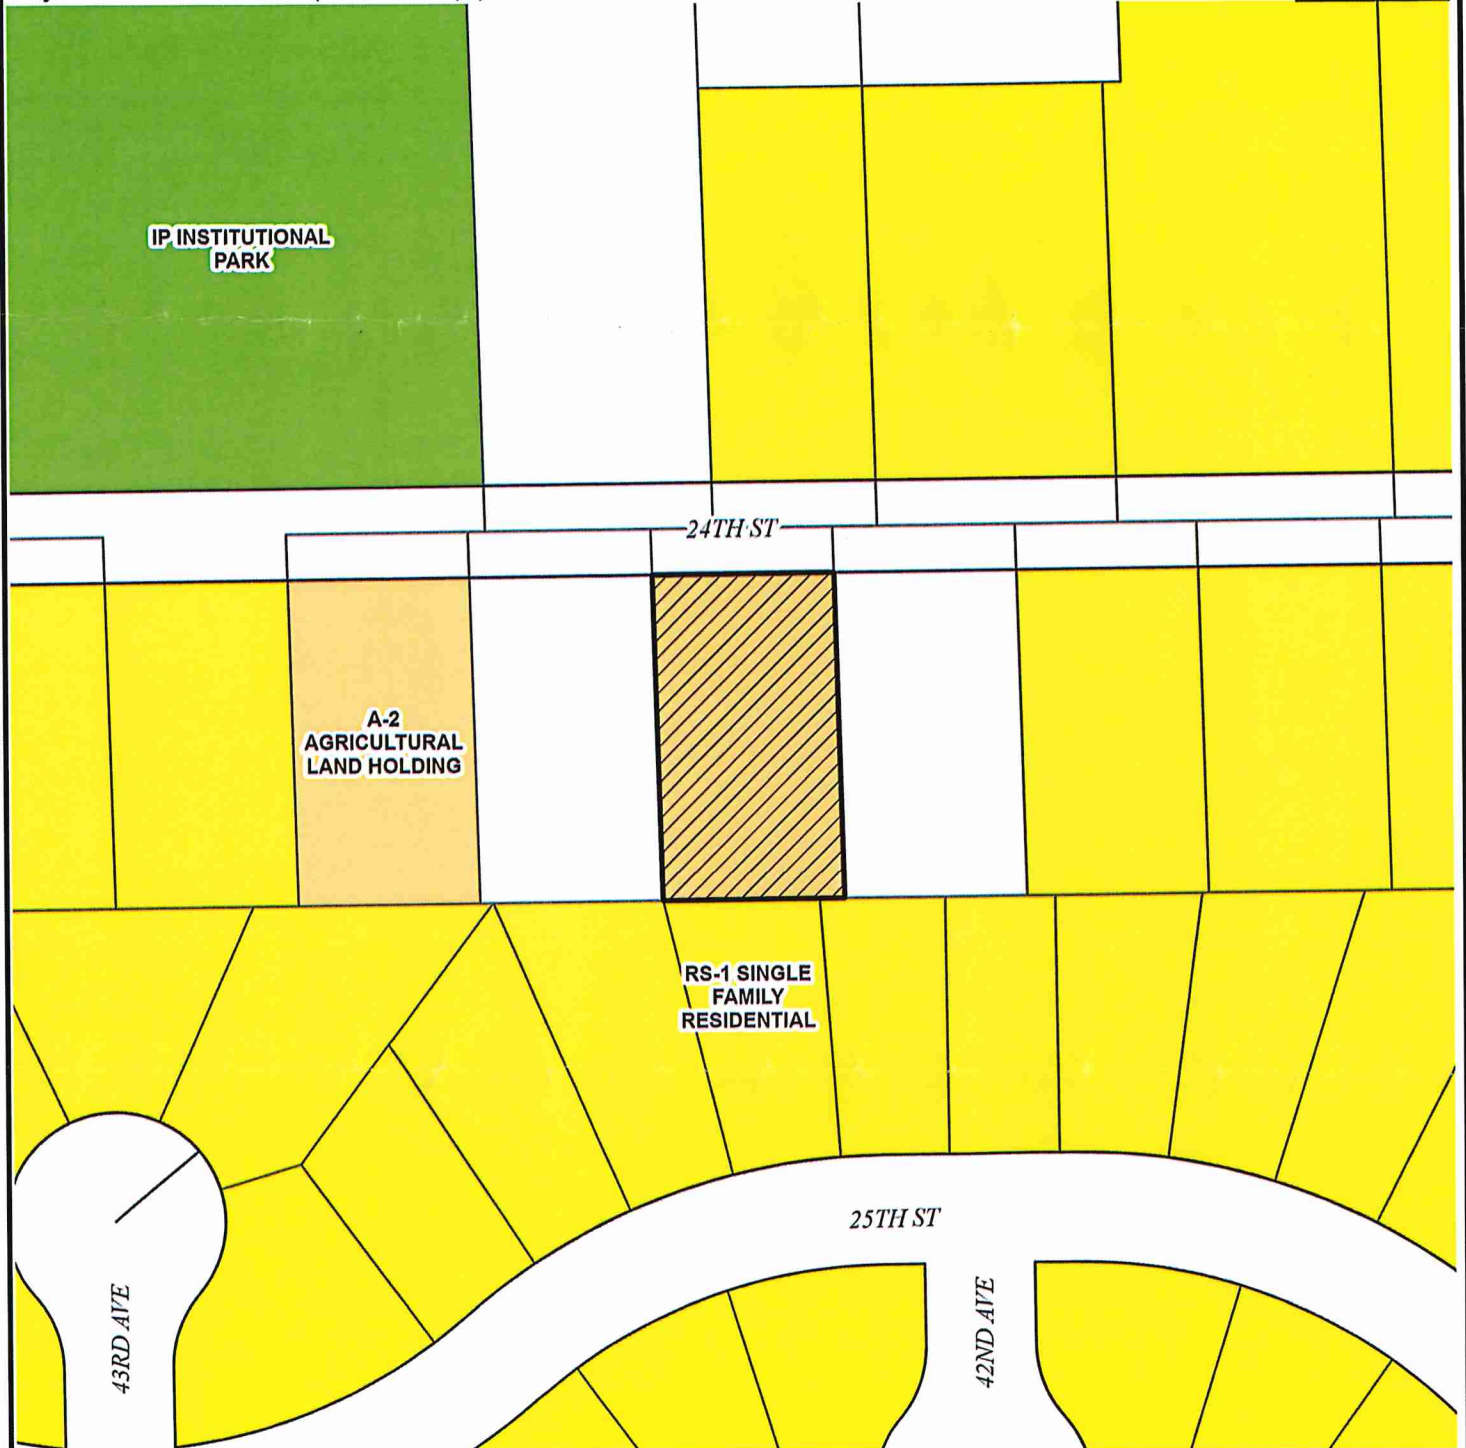 IP INSTITUTIONAL
PARK
24TH ST
A-2
AGRICULTURAL
LAND HOLDING
RS-1 SINGLE
FAMILY
RESIDENTIAL
25TH ST
43RD AVE
42ND AVE